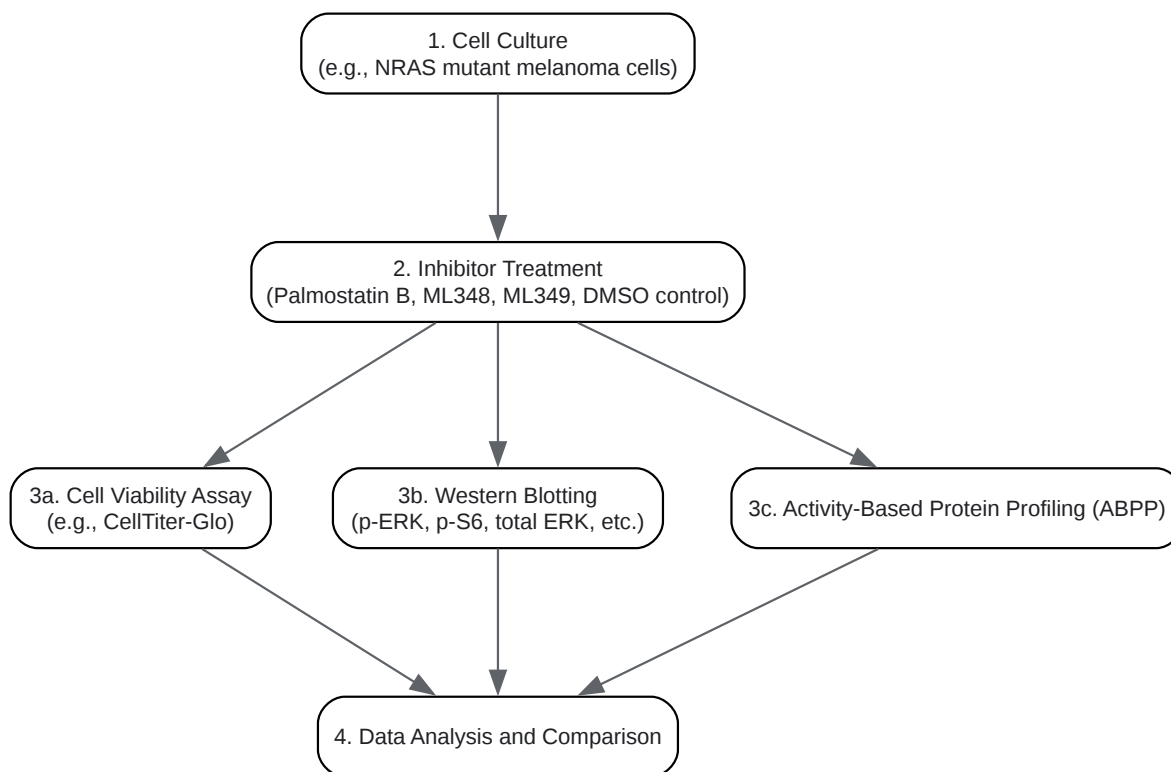 1. Cell Culture
(e.g., NRAS mutant melanoma cells)
2. Inhibitor Treatment
(Palmostatin B, ML348, ML349, DMSO control)
3a. Cell Viability Assay
(e.g., CellTiter-Glo)
3b. Western Blotting
(p-ERK, p-S6, total ERK, etc.)
3c. Activity-Based Protein Profiling (ABPP)
4. Data Analysis and Comparison